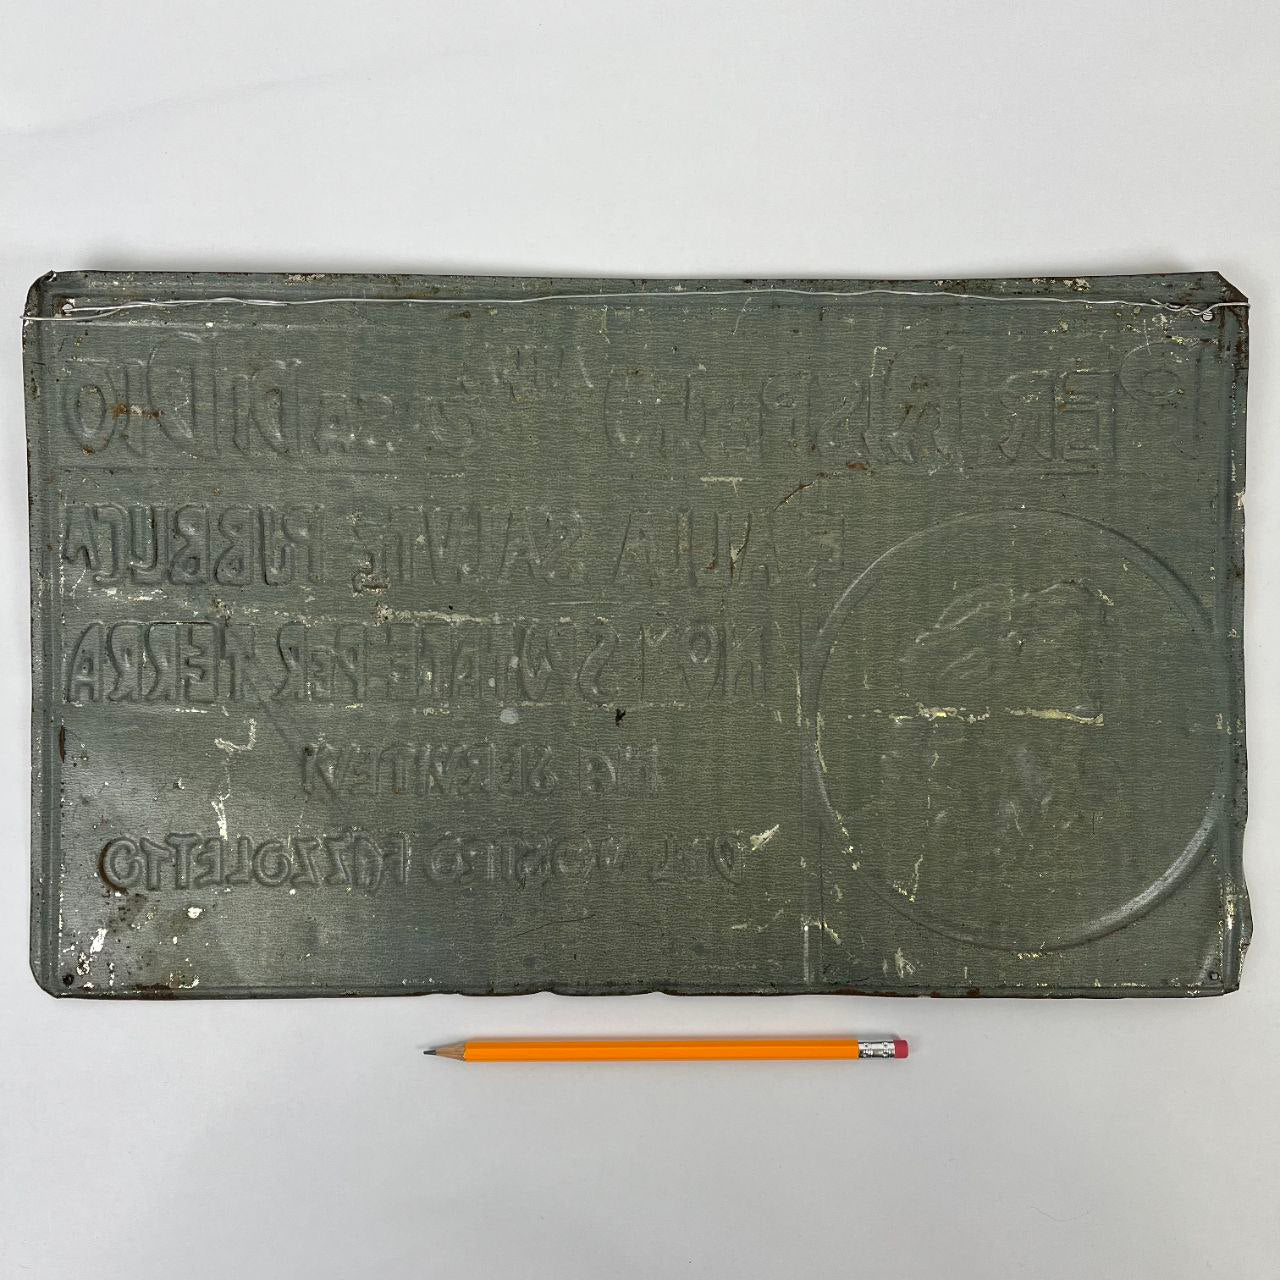 PER RISPETTO
E ALLA SALUTE PUBBLICA
NON SPUTATE PER TERRA
MA SERVITEVI
DEL VOSTRO FAZZOLETTO